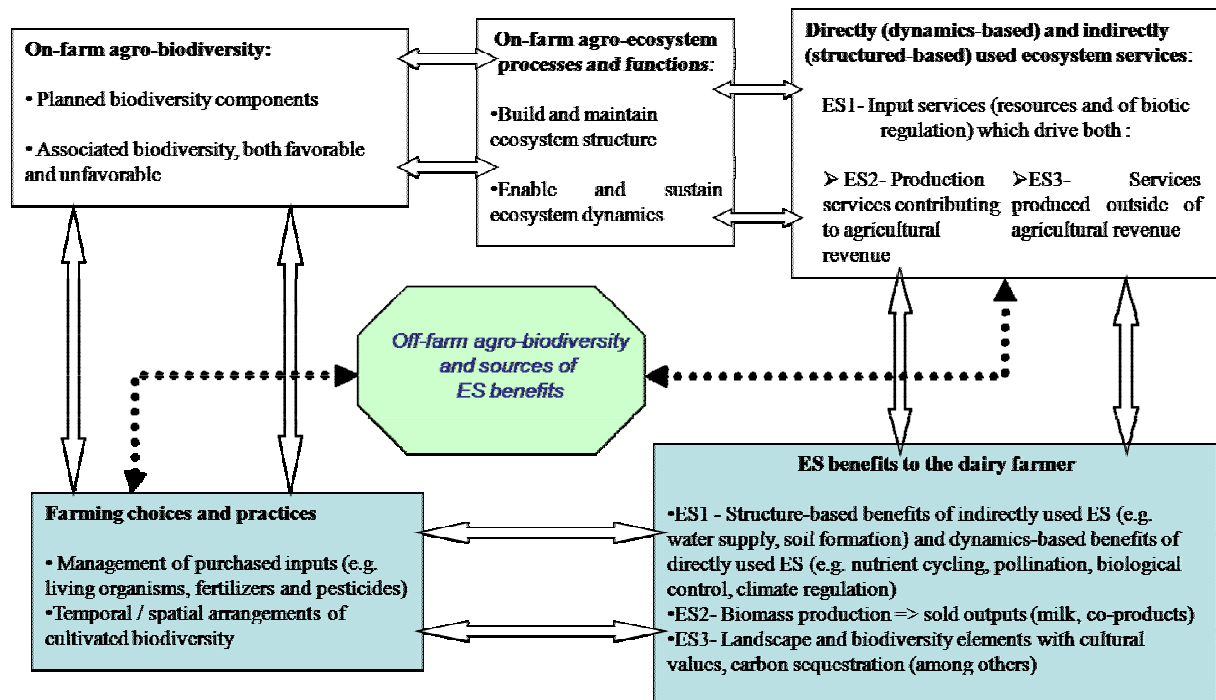 On-farm agro-biodiversity:
• Planned biodiversity components
• Associated biodiversity, both favorable
and unfavorable
On-farm agro-ecosystem
processes and functions:
•Build and maintain
ecosystem structure
•Enable and sustain
ecosystem dynamics
Directly (dynamics-based) and indirectly
(structured-based) used ecosystem services:
ES1- Input services (resources and of biotic
regulation) which drive both :
➢ ES2- Production
services contributing
to agricultural
revenue
➢ES3- Services
produced outside of
agricultural revenue
Off-farm agro-biodiversity
and sources of
ES benefits
Farming choices and practices
• Management of purchased inputs (e.g.
living organisms, fertilizers and pesticides)
•Temporal / spatial arrangements of
cultivated biodiversity
ES benefits to the dairy farmer
•ES1 - Structure-based benefits of indirectly used ES (e.g.
water supply, soil formation) and dynamics-based benefits of
directly used ES (e.g. nutrient cycling, pollination, biological
control, climate regulation)
•ES2- Biomass production => sold outputs (milk, co-products)
•ES3- Landscape and biodiversity elements with cultural
values, carbon sequestration (among others)